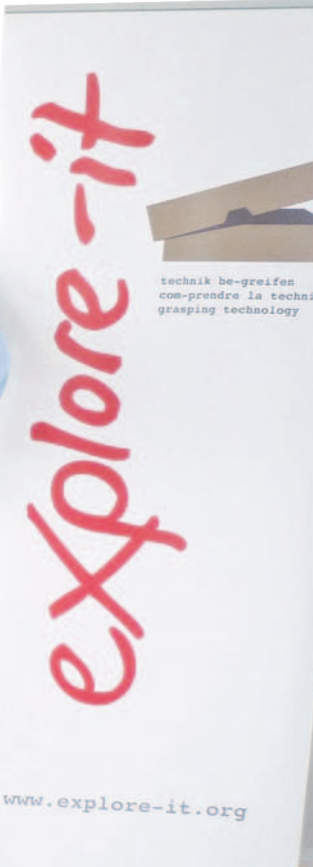 explore-it
technik be-greifen
com-prendre la techni
grasping technology
www.explore-it.org